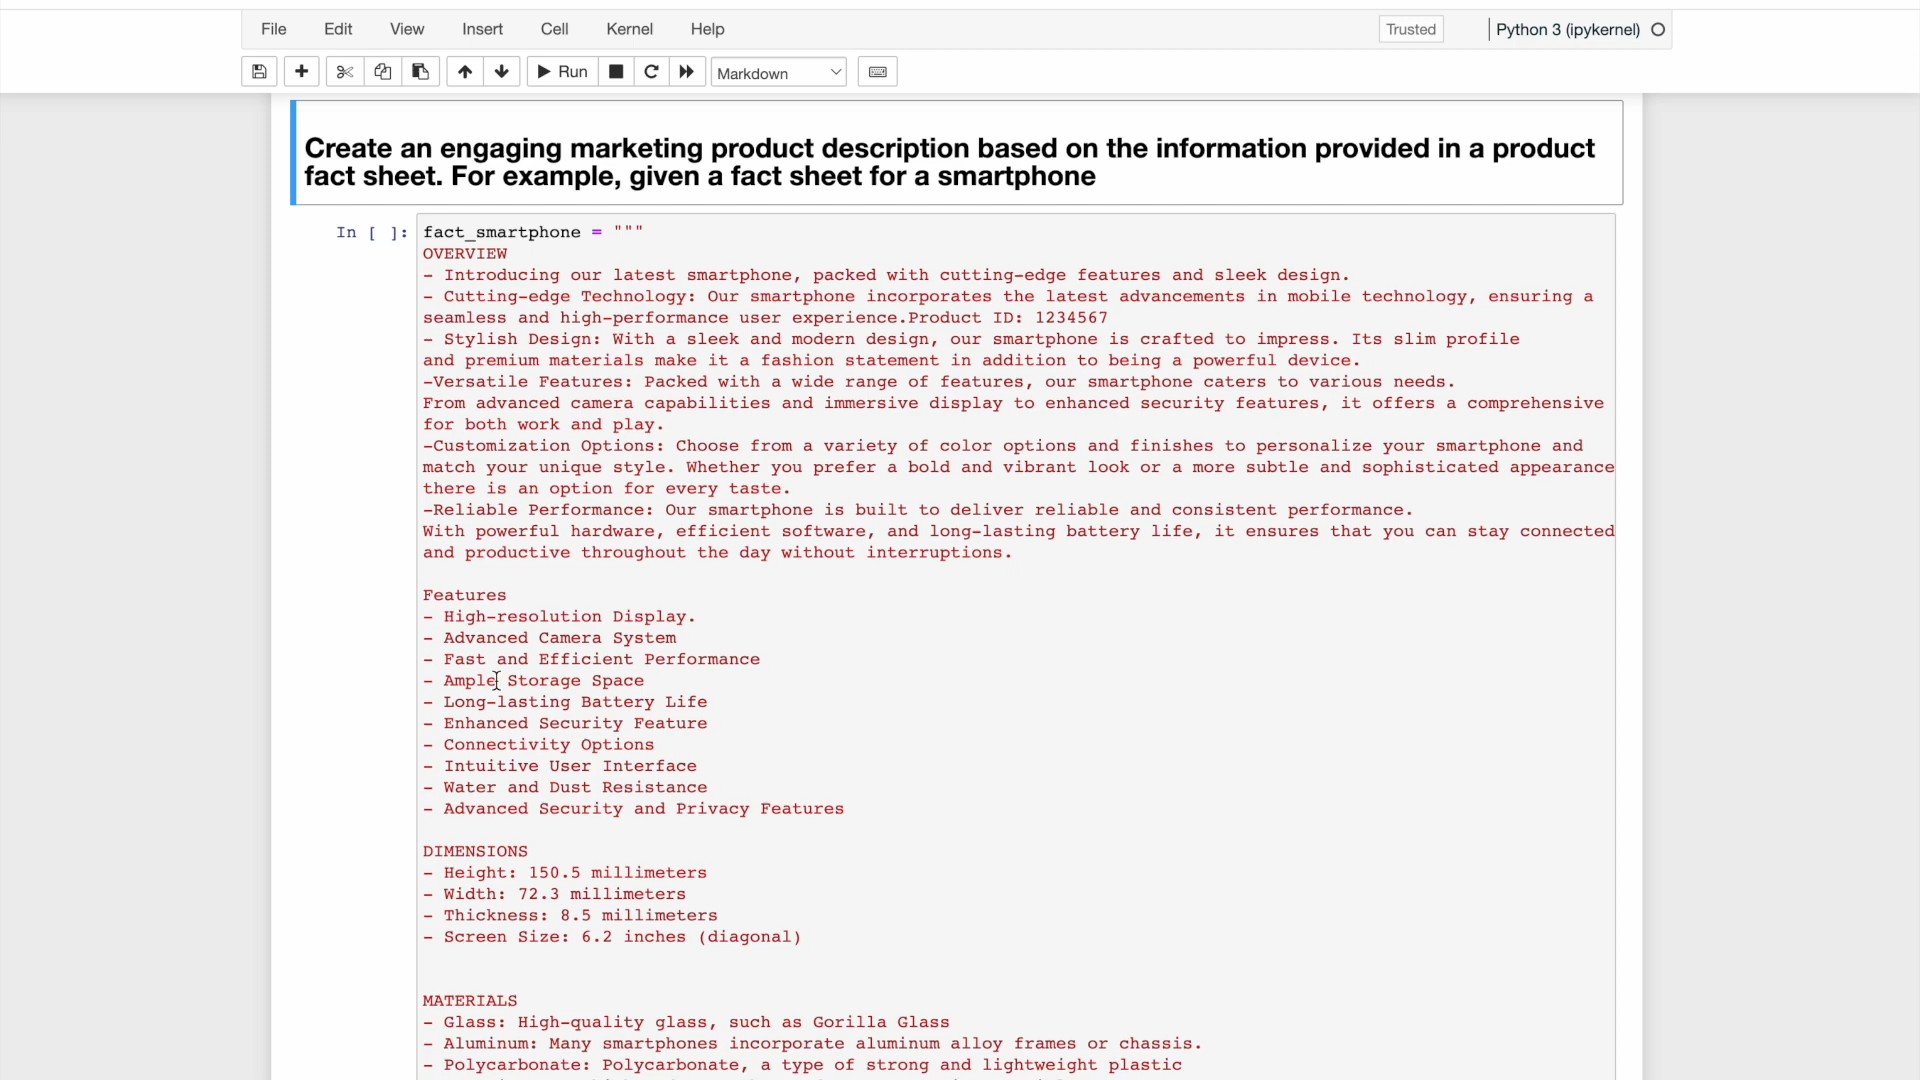 File Edit View Insert Cell Kernel Help Trusted Python 3 (ipykernel)
Run Markdown
Create an engaging marketing product description based on the information provided in a product
fact sheet. For example, given a fact sheet for a smartphone
In [ ]: fact_smartphone = """
OVERVIEW
- Introducing our latest smartphone, packed with cutting-edge features and sleek design.
- Cutting-edge Technology: Our smartphone incorporates the latest advancements in mobile technology, ensuring a
seamless and high-performance user experience.Product ID: 1234567
- Stylish Design: With a sleek and modern design, our smartphone is crafted to impress. Its slim profile
and premium materials make it a fashion statement in addition to being a powerful device.
-Versatile Features: Packed with a wide range of features, our smartphone caters to various needs.
From advanced camera capabilities and immersive display to enhanced security features, it offers a comprehensive
for both work and play.
-Customization Options: Choose from a variety of color options and finishes to personalize your smartphone and
match your unique style. Whether you prefer a bold and vibrant look or a more subtle and sophisticated appearance
there is an option for every taste.
-Reliable Performance: Our smartphone is built to deliver reliable and consistent performance.
With powerful hardware, efficient software, and long-lasting battery life, it ensures that you can stay connected
and productive throughout the day without interruptions.
Features
- High-resolution Display.
- Advanced Camera System
- Fast and Efficient Performance
- Ample Storage Space
- Long-lasting Battery Life
- Enhanced Security Feature
- Connectivity Options
- Intuitive User Interface
- Water and Dust Resistance
- Advanced Security and Privacy Features
DIMENSIONS
- Height: 150.5 millimeters
- Width: 72.3 millimeters
- Thickness: 8.5 millimeters
- Screen Size: 6.2 inches (diagonal)
MATERIALS
- Glass: High-quality glass, such as Gorilla Glass
- Aluminum: Many smartphones incorporate aluminum alloy frames or chassis.
- Polycarbonate: Polycarbonate, a type of strong and lightweight plastic